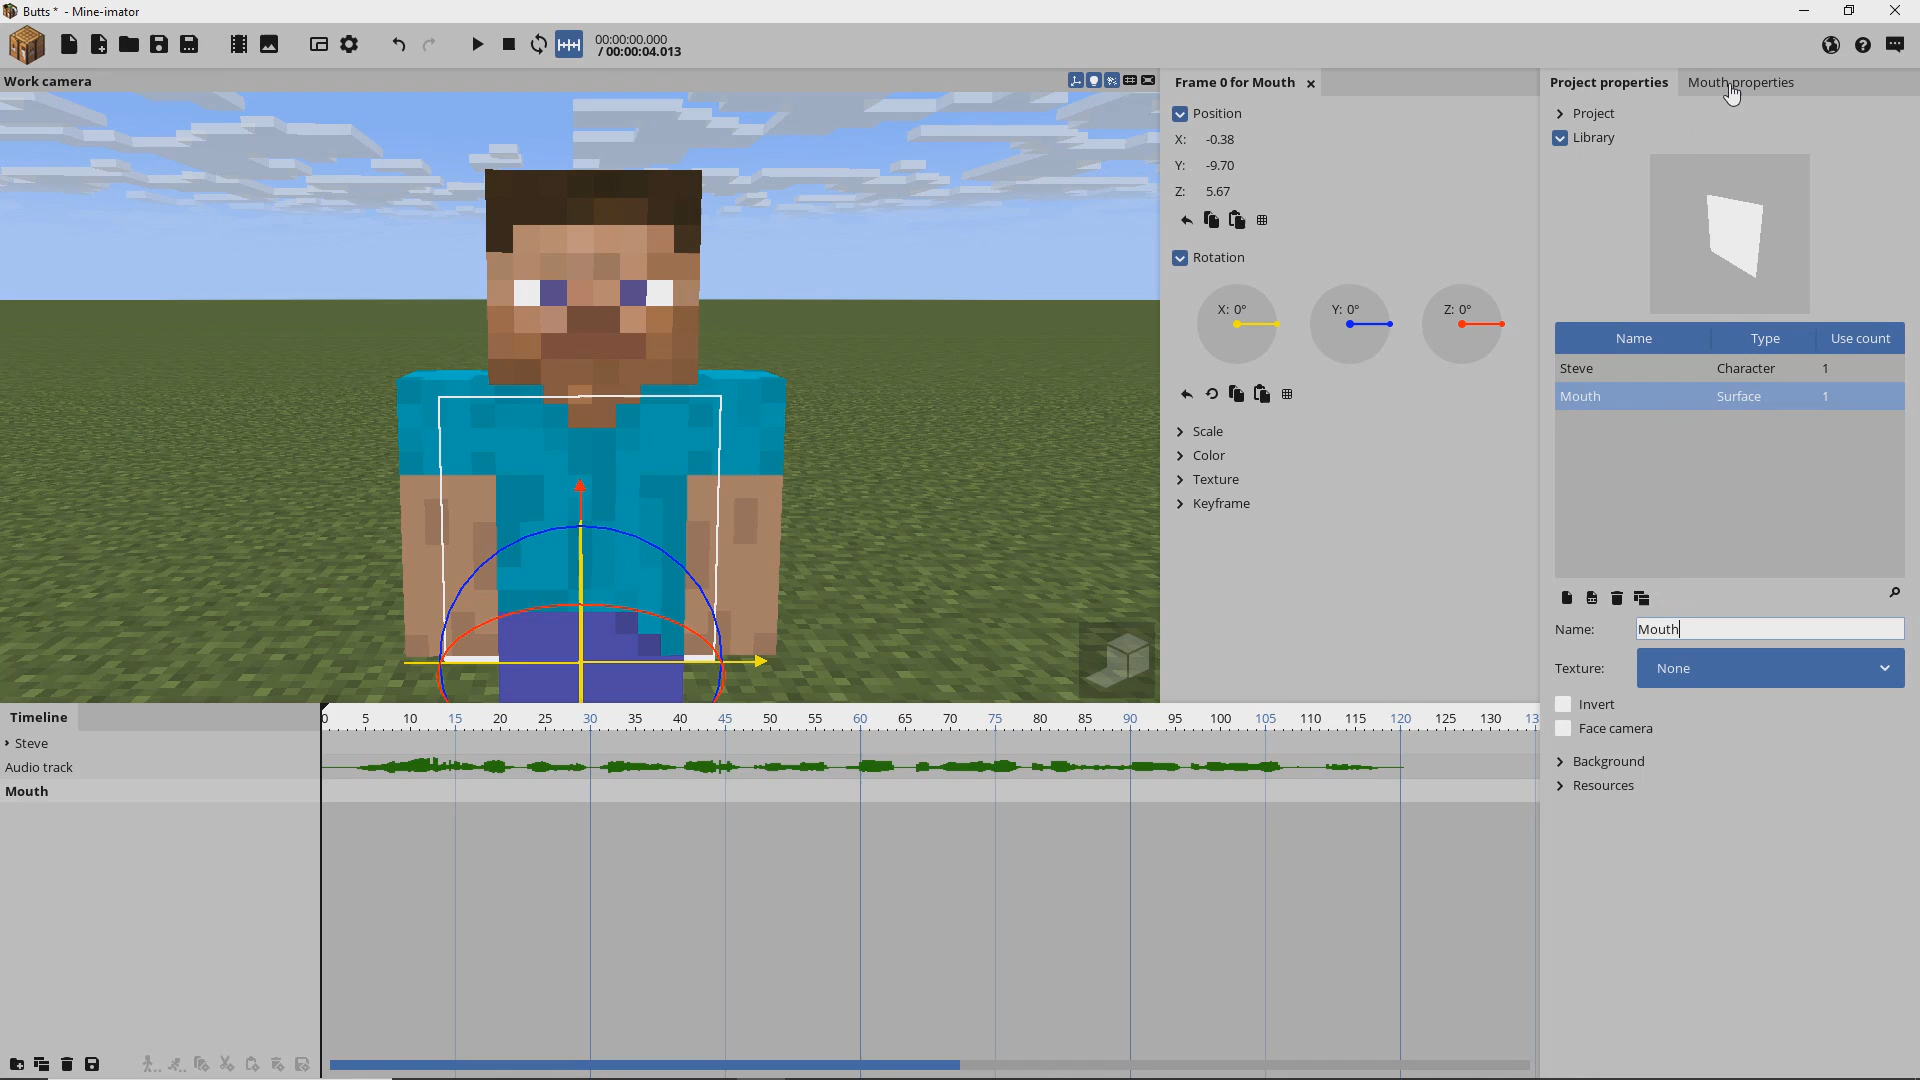 Butts * - Mine-imator
00:00:00.000
/ 00:00:04.013
Work camera
Frame 0 for Mouth
Position
X: -0.38
Y: -9.70
Z: 5.67
Rotation
X: 0° Y: 0° Z: 0°
Scale
Color
Texture
Keyframe
Project properties Mouth properties
Project
Library
Name Type Use count
Steve Character 1
Mouth Surface 1
Name: Mouth
Texture: None
Invert
Face camera
Background
Resources
Timeline
0 5 10 15 20 25 30 35 40 45 50 55 60 65 70 75 80 85 90 95 100 105 110 115 120 125 130 13
Steve
Audio track
Mouth